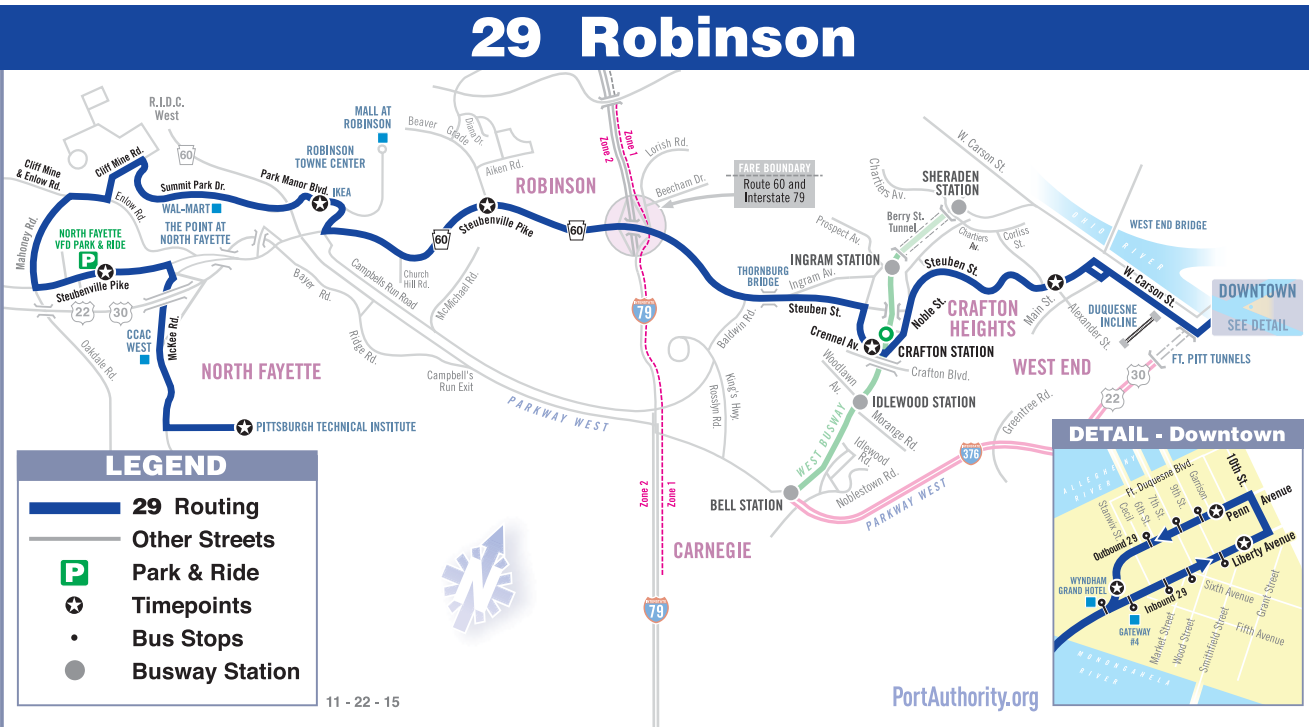 29 Robinson
R.I.D.C.
West
60
Cliff Mine
& Enlow Rd.
Cliff Mine Rd.
Enlow Rd.
Mahoney Rd.
Summit Park Dr.
WAL-MART
THE POINT AT
NORTH FAYETTE
Park Manor Blvd.
IKEA
ROBINSON
TOWNE CENTER
MALL AT
ROBINSON
Beaver
Grade
Diana Dr.
Aiken Rd.
ROBINSON
Steubenville Pike
60
60
Zone 2
Zone 1
Lorish Rd.
Beecham Dr.
FARE BOUNDARY
Route 60 and
Interstate 79
NORTH FAYETTE
VFD PARK & RIDE
P
Steubenville Pike
22
30
CCAC
WEST
McKee Rd.
Oakdale Rd.
NORTH FAYETTE
PITTSBURGH TECHNICAL INSTITUTE
Bayer Rd.
Ridge Rd.
Campbells Run Road
Church
Hill Rd.
McMichael Rd.
Campbell's
Run Exit
PARKWAY WEST
79
Baldwin Rd.
King's Hwy.
Rosslyn Rd.
THORNBURG
BRIDGE
Ingram Av.
Prospect Av.
INGRAM STATION
Chartiers Av.
Berry St.
Tunnel
SHERADEN
STATION
Chartiers
Av.
Corliss
St.
W. Carson St.
OHIO RIVER
WEST END BRIDGE
Steuben St.
Steuben St.
Noble St.
Crennel Av.
CRAFTON STATION
CRAFTON
HEIGHTS
Main St.
Alexander St.
DUQUESNE
INCLINE
W. Carson St.
DOWNTOWN
SEE DETAIL
FT. PITT TUNNELS
WEST END
30
22
Greentree Rd.
Crafton Blvd.
Woodlawn
Av.
IDLEWOOD STATION
Morange Rd.
Idlewood
Rd.
Noblestown Rd.
WEST BUSWAY
BELL STATION
376
PARKWAY WEST
Zone 2
Zone 1
CARNEGIE
79
N
LEGEND
29 Routing
Other Streets
P
Park & Ride
Timepoints
Bus Stops
Busway Station
11 - 22 - 15
PortAuthority.org
DETAIL - Downtown
ALLEGHENY
RIVER
Ft. Duquesne Blvd.
Stanwix St.
Cecil
6th St.
7th St.
9th St.
Garrison
10th St.
Penn Avenue
Liberty Avenue
Outbound 29
Inbound 29
WYNDHAM
GRAND HOTEL
GATEWAY
#4
Sixth Avenue
Fifth Avenue
Grant Street
Market Street
Wood Street
Smithfield Street
MONONGAHELA
RIVER